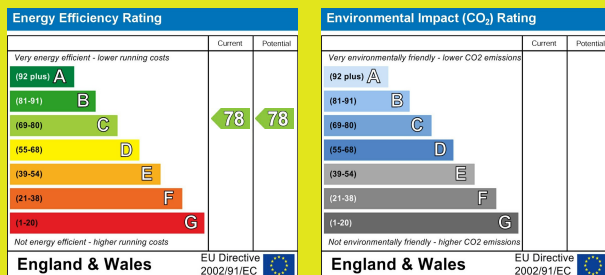 Energy Efficiency Rating
Current Potential
Very energy efficient - lower running costs
(92 plus) A
(81-91) B
(69-80) C
78 78
(55-68) D
(39-54) E
(21-38) F
(1-20) G
Not energy efficient - higher running costs
England & Wales
EU Directive
2002/91/EC
Environmental Impact (CO2) Rating
Current Potential
Very environmentally friendly - lower CO2 emissions
(92 plus) A
(81-91) B
(69-80) C
(55-68) D
(39-54) E
(21-38) F
(1-20) G
Not environmentally friendly - higher CO2 emissions
England & Wales
EU Directive
2002/91/EC